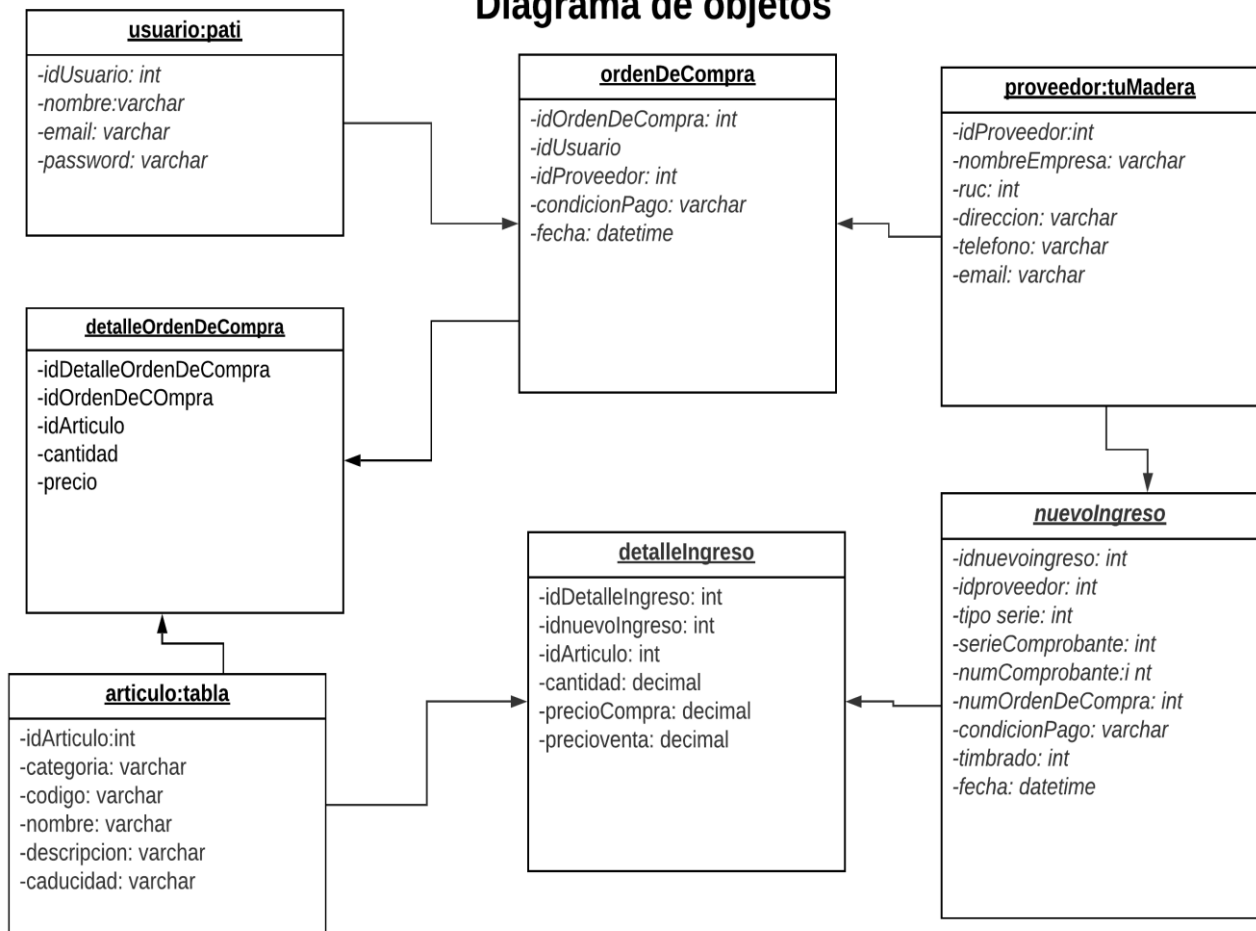 Diagrama de objetos
usuario:pati
-idUsuario: int
-nombre:varchar
-email: varchar
-password: varchar
ordenDeCompra
-idOrdenDeCompra: int
-idUsuario
-idProveedor: int
-condicionPago: varchar
-fecha: datetime
proveedor:tuMadera
-idProveedor:int
-nombreEmpresa: varchar
-ruc: int
-direccion: varchar
-telefono: varchar
-email: varchar
detalleOrdenDeCompra
-idDetalleOrdenDeCompra
-idOrdenDeCOmpra
-idArticulo
-cantidad
-precio
detalleIngreso
-idDetalleIngreso: int
-idnuevoIngreso: int
-idArticulo: int
-cantidad: decimal
-precioCompra: decimal
-precioventa: decimal
nuevoIngreso
-idnuevoingreso: int
-idproveedor: int
-tipo serie: int
-serieComprobante: int
-numComprobante:i nt
-numOrdenDeCompra: int
-condicionPago: varchar
-timbrado: int
-fecha: datetime
articulo:tabla
-idArticulo:int
-categoria: varchar
-codigo: varchar
-nombre: varchar
-descripcion: varchar
-caducidad: varchar